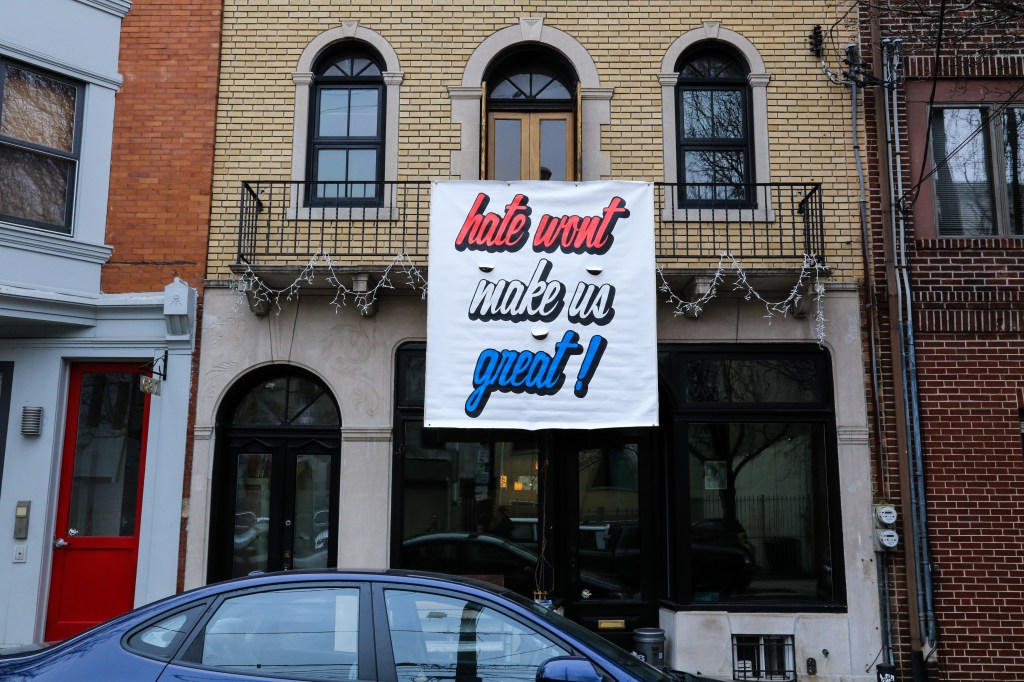 hate wont
make us
great!